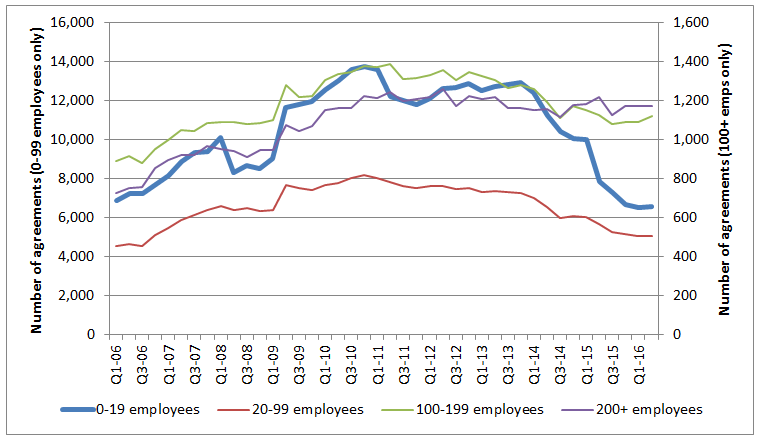 Number of agreements (0-99 employees only)
16,000
14,000
12,000
10,000
8,000
6,000
4,000
2,000
0
1,600
1,400
1,200
1,000
800
600
400
200
0
Number of agreements (100+ emps only)
Q1-06
Q3-06
Q1-07
Q3-07
Q1-08
Q3-08
Q1-09
Q3-09
Q1-10
Q3-10
Q1-11
Q3-11
Q1-12
Q3-12
Q1-13
Q3-13
Q1-14
Q3-14
Q1-15
Q3-15
Q1-16
0-19 employees
20-99 employees
100-199 employees
200+ employees